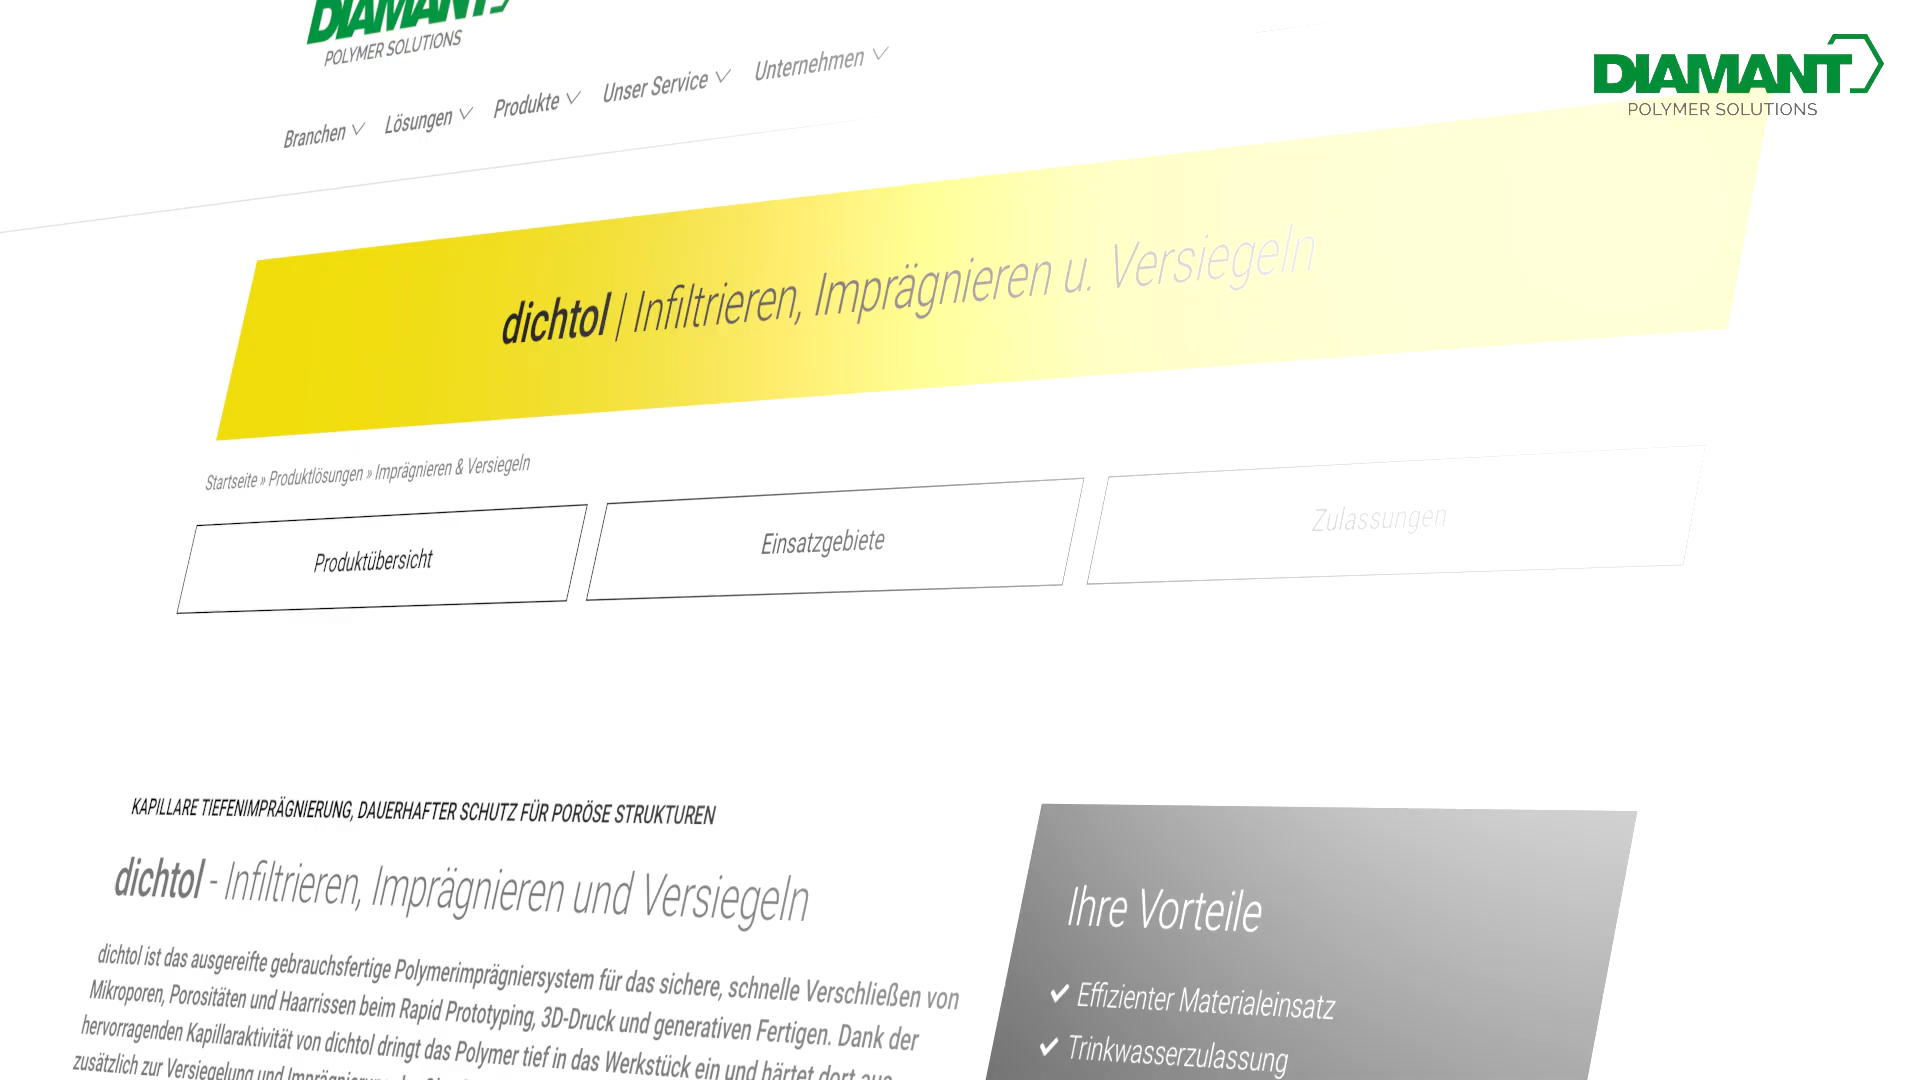 DIAMANT
POLYMER SOLUTIONS
DIAMANT
POLYMER SOLUTIONS
Branchen Lösungen Produkte Unser Service Unternehmen
dichtol | Infiltrieren, Imprägnieren u. Versiegeln
Startseite » Produktlösungen » Imprägnieren & Versiegeln
Produktübersicht
Einsatzgebiete
Zulassungen
KAPILLARE TIEFENIMPRÄGNIERUNG, DAUERHAFTER SCHUTZ FÜR PORÖSE STRUKTUREN
dichtol - Infiltrieren, Imprägnieren und Versiegeln
dichtol ist das ausgereifte gebrauchsfertige Polymerimprägniersystem für das sichere, schnelle Verschließen von
Mikroporen, Porositäten und Haarrissen beim Rapid Prototyping, 3D-Druck und generativen Fertigen. Dank der
hervorragenden Kapillaraktivität von dichtol dringt das Polymer tief in das Werkstück ein und härtet dort aus
zusätzlich zur Versiegelung und
Ihre Vorteile
Effizienter Materialeinsatz
Trinkwasserzulassung